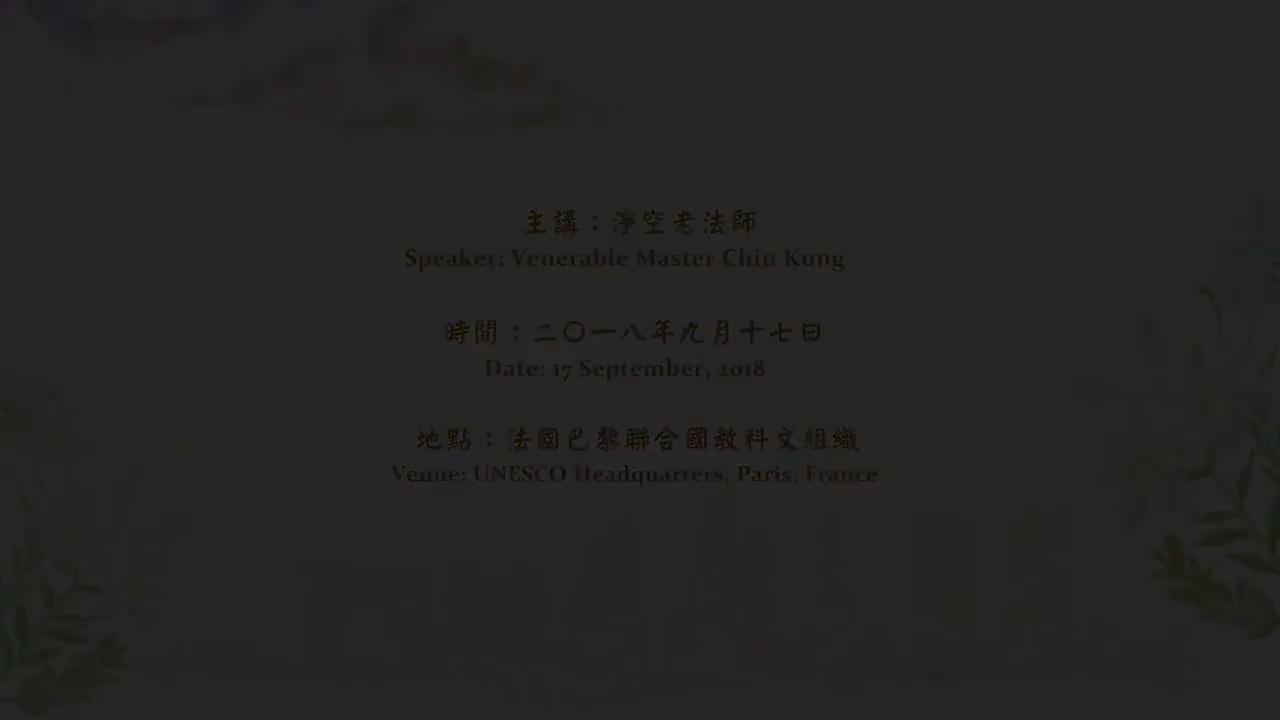 主講：淨空老法師
Speaker: Venerable Master Chin Kung
時間：二〇一八年九月十七日
Date: 17 September, 2018
地點：法國巴黎聯合國教科文組織
Venue: UNESCO Headquarters, Paris, France